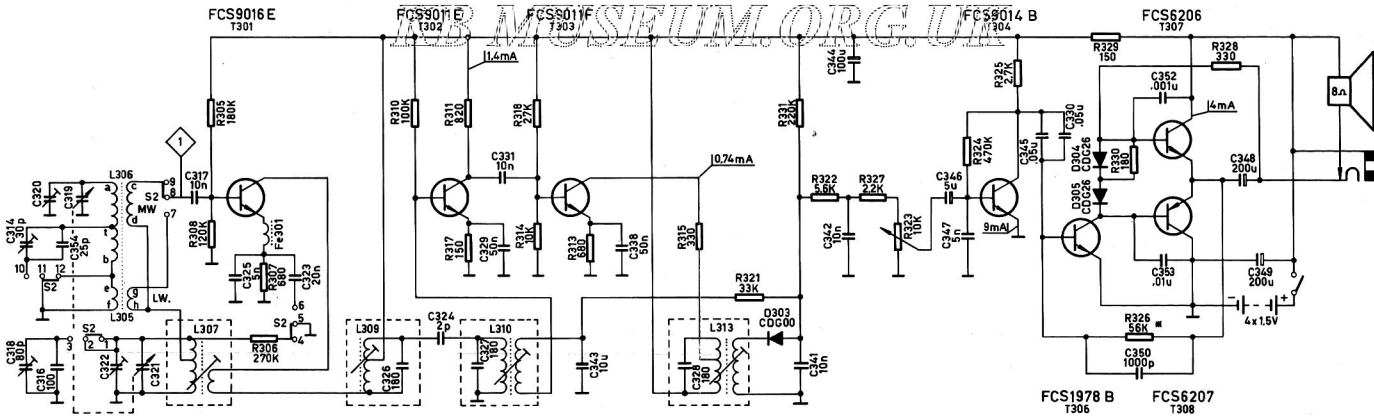 FCS9016 E
T301
FCS9011 E
T302
FCS9011F
T303
FCS9014 B
T304
FCS6206
T307
RB MUSEUM.ORG.UK
1.4mA
C344
100u
R325
2.7K
R329
150
R328
330
C352
.001u
4mA
8Ω
R305
180K
R310
100K
R311
820
R318
27K
R331
220K
C330
.05u
C345
.05u
R324
470K
D304
CDG26
R330
180
D305
CDG26
C348
200u
1
C317
10n
C331
10n
0.74mA
R322
5.6K
R327
2.2K
C346
5u
C320
C319
L306
a
c
9
8
S2
MW
7
d
C314
30p
C354
25p
t
b
10
11
12
S2
e
f
g
h
LW.
L305
R308
120K
Fe301
C325
5n
R307
680
C323
20n
6
5
S2
4
R317
150
C329
50n
R314
10K
R313
680
C338
50n
R315
330
C342
10n
R323
10K
C347
5n
9mA
C353
.01u
C349
200u
− +
4x1,5V
R321
33K
D303
CDG00
R326
56K *
C350
1000p
C318
80p
C316
100
3
S2
2
1
C322
C321
L307
R306
270K
L309
C326
180
C324
2p
L310
C327
180
C343
10u
L313
C328
180
C341
10n
FCS1978 B
T306
FCS6207
T308